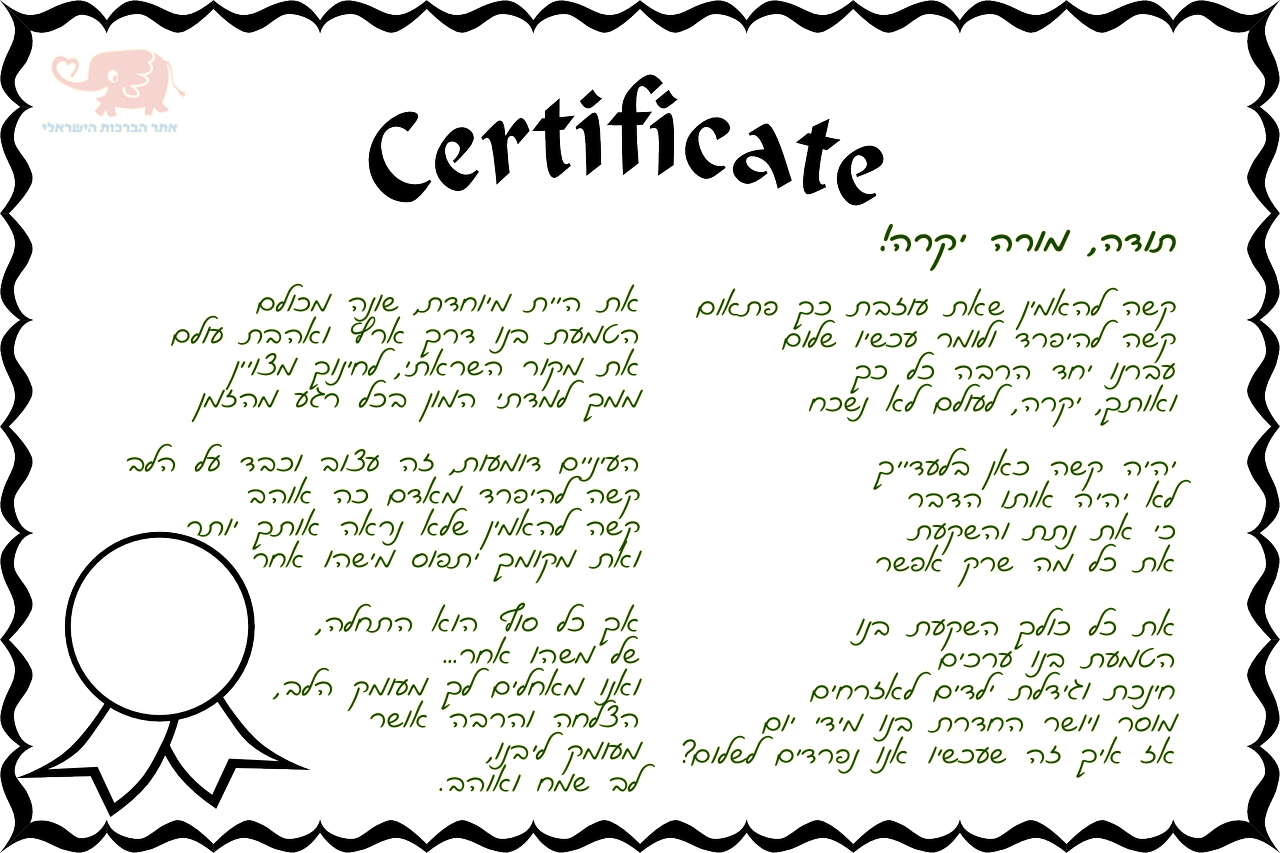 אתר הברכות הישראלי
Certificate
תודה, מורה יקרה!
קשה להאמין שאת עוזבת כך פתאום
קשה להיפרד ולומר עכשיו שלום
עברנו יחד הרבה כל כך
ואותך, יקרה, לעולם לא נשכח
יהיה קשה כאן בלעדייך
לא יהיה אותו הדבר
כי את נתת והשקעת
את כל מה שרק אפשר
את כל כולך השקעת בנו
הטמעת בנו ערכים
חינכת וגידלת ילדים לאזרחים
מוסר ויושר החדרת בנו מידי יום
אז איך זה שעכשיו אנו נפרדים לשלום?
את היית מיוחדת, שונה מכולם
הטמעת בנו דרך ארץ ואהבת עולם
את מקור השראתי, לחינוך מצויין
ממך למדתי המון בכל רגע מהזמן
העיניים דומעות, זה עצוב וכבד על הלב
קשה להיפרד מאדם כה אוהב
קשה להאמין שלא נראה אותך יותר
ואת מקומך יתפוס מישהו אחר
אך כל סוף הוא התחלה,
של משהו אחר...
ואנו מאחלים לך מעומק הלב,
הצלחה והרבה אושר
מעומק ליבנו,
לב שמח ואוהב.